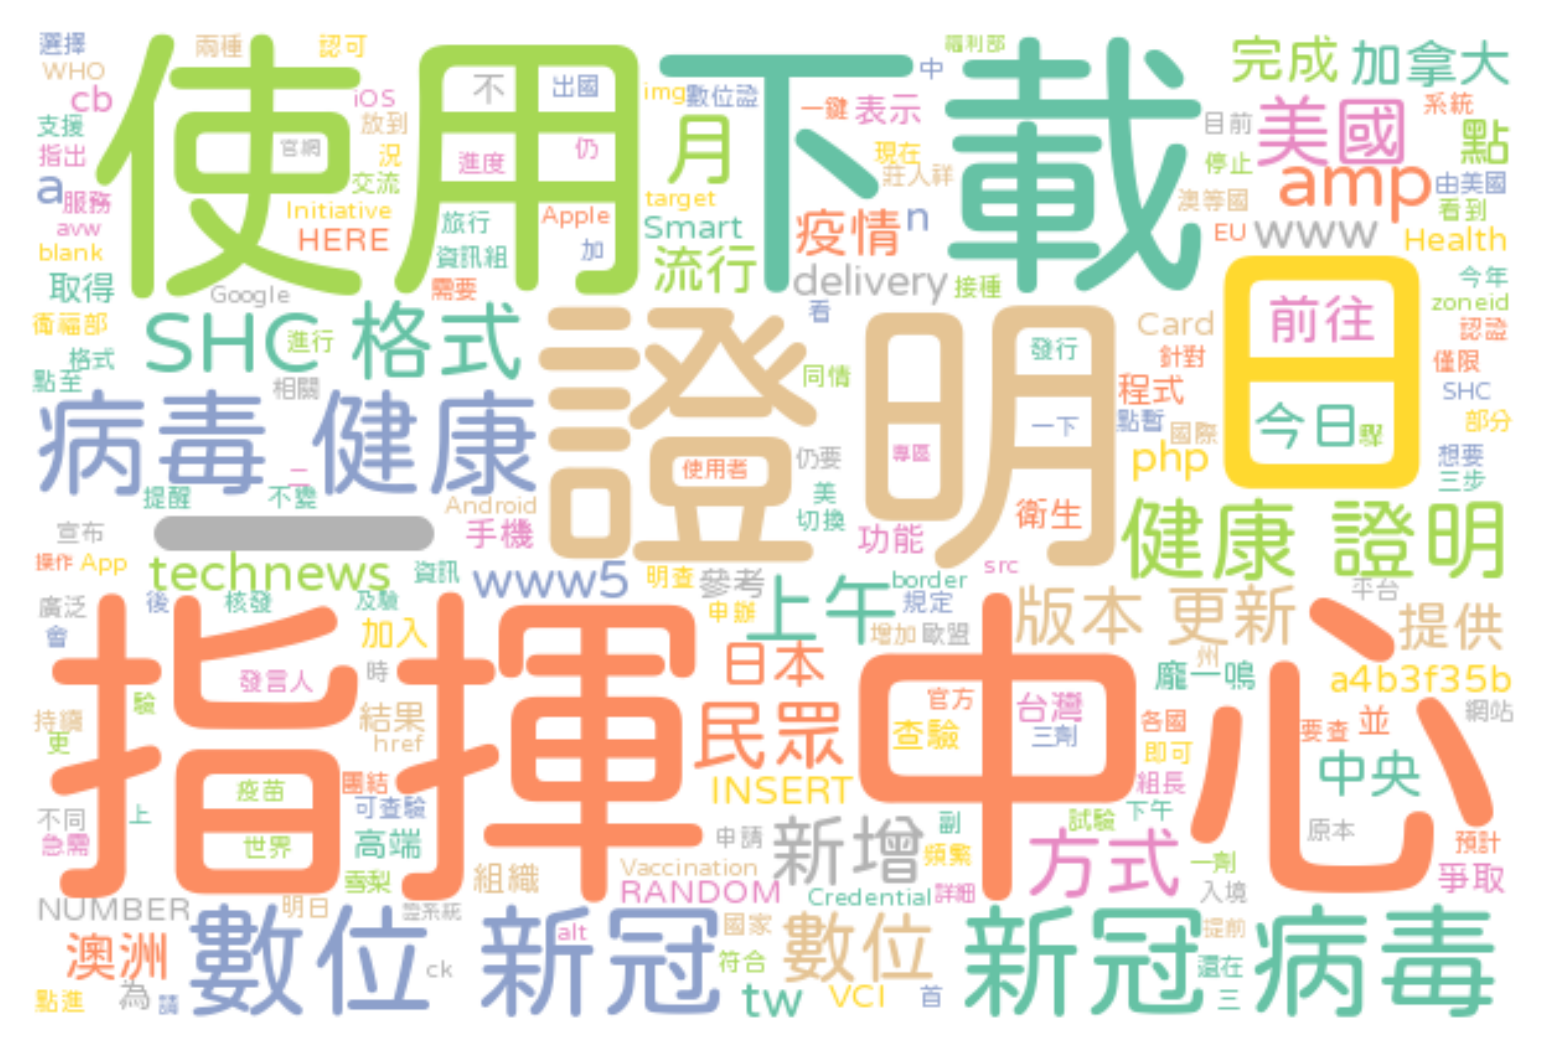 選擇 兩種 認可 福利部 中
WHO
cb iOS img 數位證 一鍵 表示 完成 加拿大
使用 下載
支援 放到 不 出國 月 目前 美國 系統 點
指出 官網 況 進度 仍 現在 停止
a 服務 交流 target 莊人祥 澳等國 amp 由美國
avw Initiative 旅行 Apple Smart 疫情 n EU www 看到
blank HERE 資訊組 加 流行 delivery 接種 Health
取得 Google 需要 看 日 前往 今年
衛福部 SHC 格式 進行 Card zoneid
格式 證明 發行 針對 認證
點至 相關 同情 程式 僅限
病毒 健康 一下 點暫 今日 SHC
二 使用者 仍要 專區 國際 部分
提醒 不變 Android 美 php 想要
宣布 一 手機 切換 功能 衛生 健康 證明 三步
操作 App technews 資訊 www5 明查 參考 上午 border src
廣泛 後 核發 及驗 申辦 規定 版本 更新 平台 提供
會 加入 增加 歐盟
指揮 中心
發言人 時 日本 州 龐一鳴 a4b3f35b
持續 驗 結果 民眾 官方 台灣 各國 網站
更 href 查驗 三劑 即可 要查 並
疫苗 團結 INSERT 組長 中央
不同 上 可查驗 下午
急需 世界 高端 申請 新增 副 試驗 原本 預計
雪梨 組織 Vaccination 頻繁 方式 一劑 爭取
NUMBER 明日 證系統 RANDOM Credential 詳細 入境
澳洲 數位 新冠 alt 國家 數位 新冠 提前 病毒
ck 符合 還在
點進 為 請 tw VCI 首 三